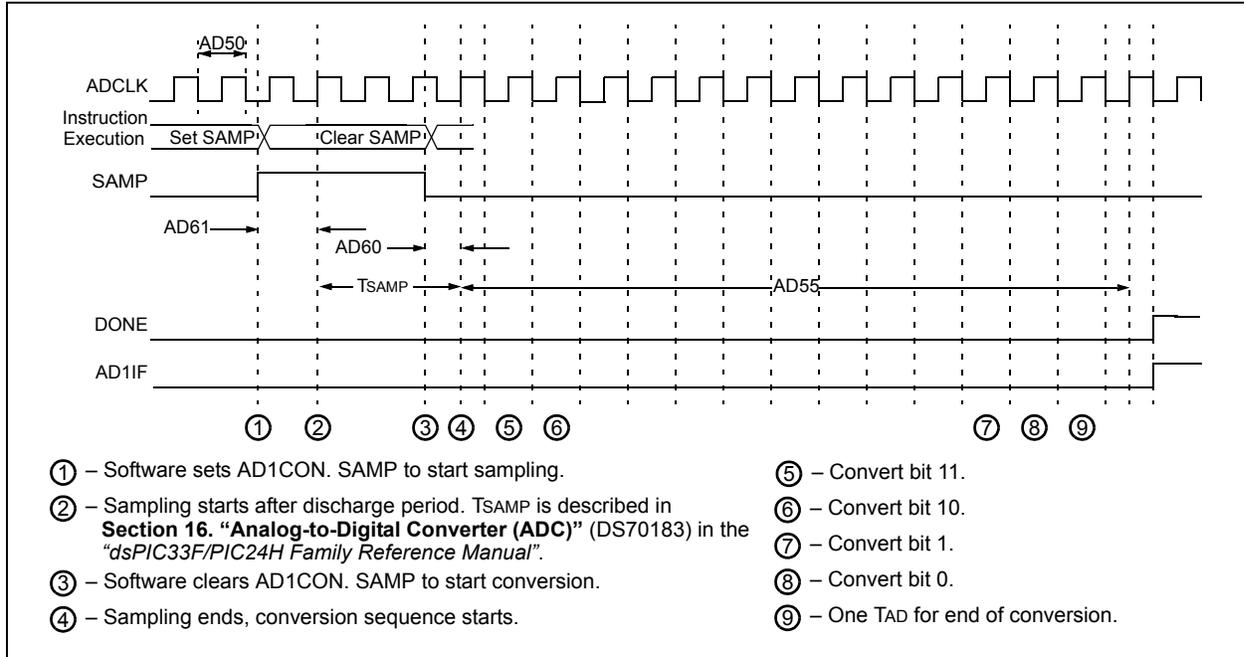 AD50
ADCLK
Instruction
Execution
Set SAMP
Clear SAMP
SAMP
AD61
AD60
TSAMP
AD55
DONE
AD1IF
1 2 3 4 5 6 7 8 9
1 – Software sets AD1CON. SAMP to start sampling.
2 – Sampling starts after discharge period. TSAMP is described in
Section 16. “Analog-to-Digital Converter (ADC)” (DS70183) in the
“dsPIC33F/PIC24H Family Reference Manual”.
3 – Software clears AD1CON. SAMP to start conversion.
4 – Sampling ends, conversion sequence starts.
5 – Convert bit 11.
6 – Convert bit 10.
7 – Convert bit 1.
8 – Convert bit 0.
9 – One TAD for end of conversion.